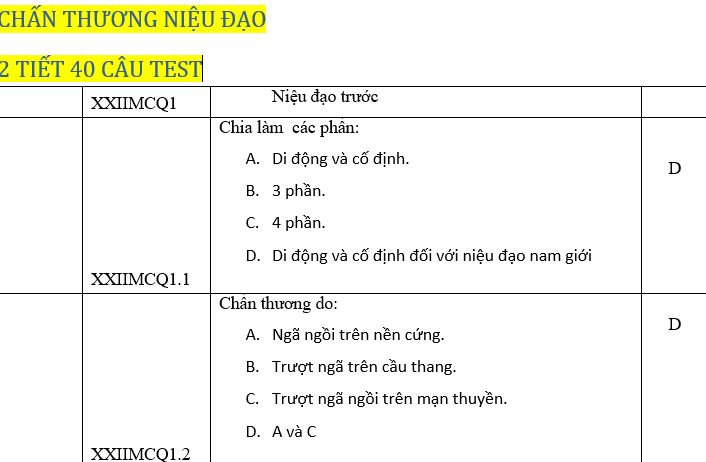 CHẤN THƯƠNG NIỆU ĐẠO
2 TIẾT 40 CÂU TEST
XXIIMCQ1
Niệu đạo trước
Chia làm các phần:
A. Di động và cố định.
B. 3 phần.
C. 4 phần.
D. Di động và cố định đối với niệu đạo nam giới
D
XXIIMCQ1.1
Chấn thương do:
A. Ngã ngồi trên nền cứng.
B. Trượt ngã trên cầu thang.
C. Trượt ngã ngồi trên mạn thuyền.
D. A và C
D
XXIIMCQ1.2